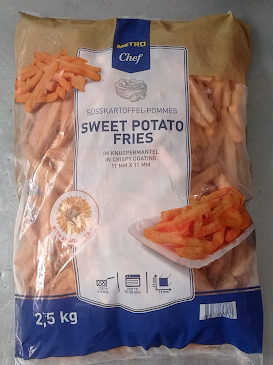 METRO
Chef
SÜSSKARTOFFEL-POMMES
SWEET POTATO
FRIES
IM KNUSPERMANTEL
IN CRISPY COATING
11 MM X 11 MM
2,5 kg